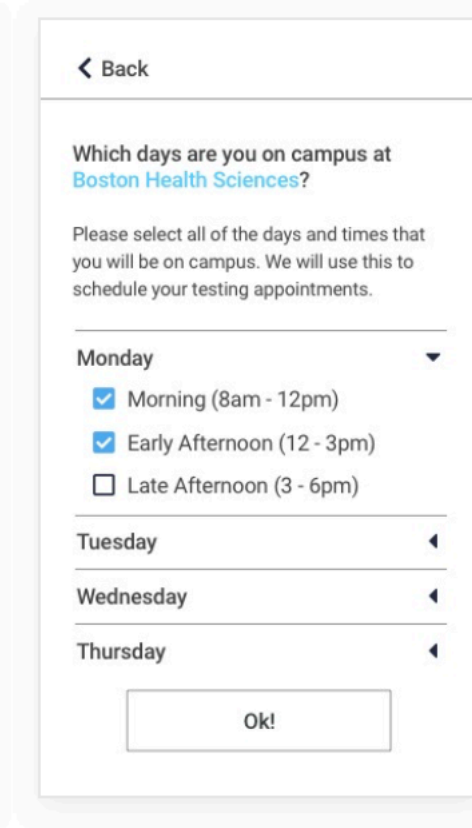 Back
Which days are you on campus at
Boston Health Sciences?
Please select all of the days and times that
you will be on campus. We will use this to
schedule your testing appointments.
Monday
Morning (8am - 12pm)
Early Afternoon (12 - 3pm)
Late Afternoon (3 - 6pm)
Tuesday
Wednesday
Thursday
Ok!